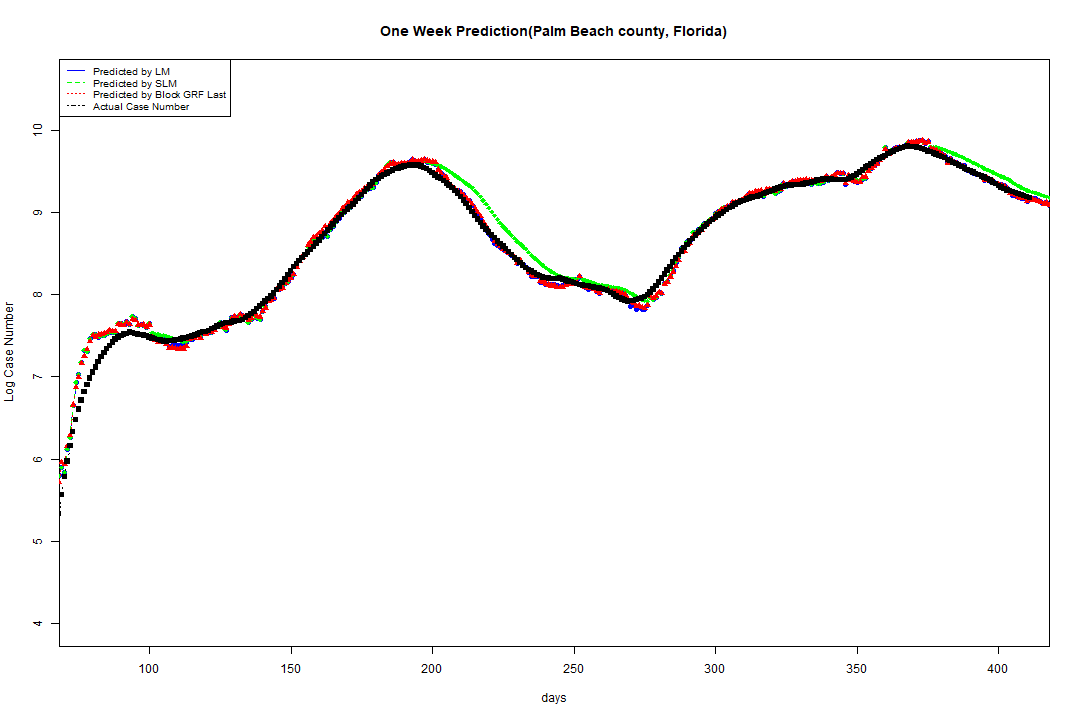 One Week Prediction(Palm Beach county, Florida)
Predicted by LM
Predicted by SLM
Predicted by Block GRF Last
Actual Case Number
10
9
8
7
6
5
4
Log Case Number
100 150 200 250 300 350 400
days